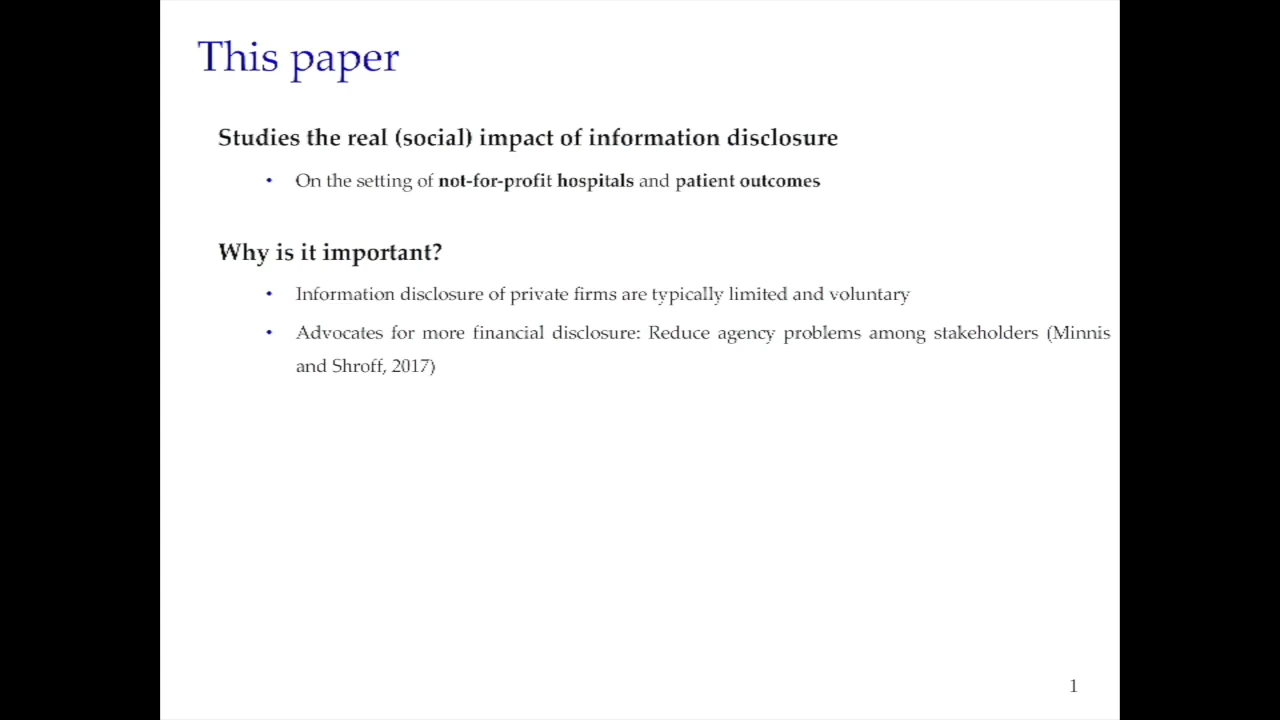 This paper
Studies the real (social) impact of information disclosure
• On the setting of not-for-profit hospitals and patient outcomes
Why is it important?
• Information disclosure of private firms are typically limited and voluntary
• Advocates for more financial disclosure: Reduce agency problems among stakeholders (Minnis
and Shroff, 2017)
1